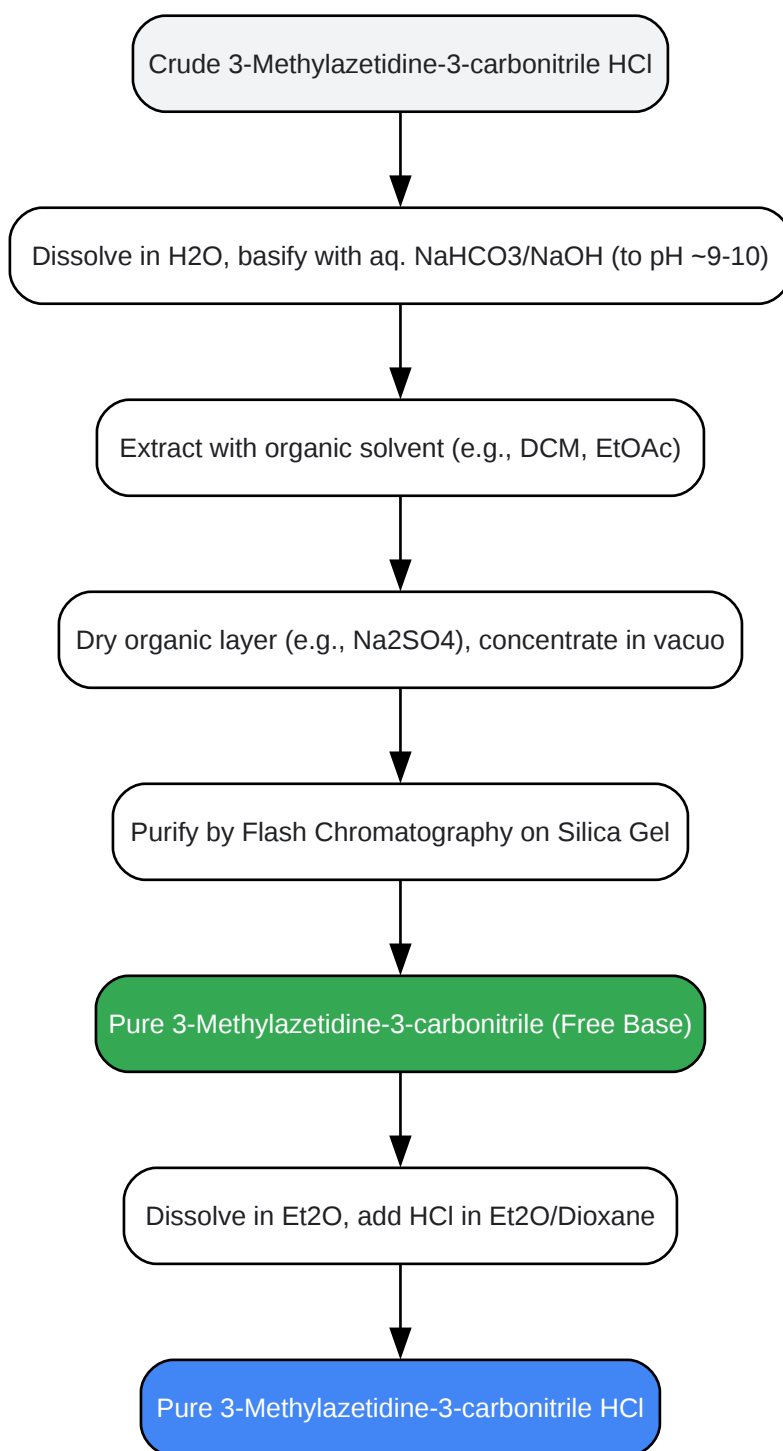 Crude 3-Methylazetidine-3-carbonitrile HCl
Dissolve in H2O, basify with aq. NaHCO3/NaOH (to pH ~9-10)
Extract with organic solvent (e.g., DCM, EtOAc)
Dry organic layer (e.g., Na2SO4), concentrate in vacuo
Purify by Flash Chromatography on Silica Gel
Pure 3-Methylazetidine-3-carbonitrile (Free Base)
Dissolve in Et2O, add HCl in Et2O/Dioxane
Pure 3-Methylazetidine-3-carbonitrile HCl